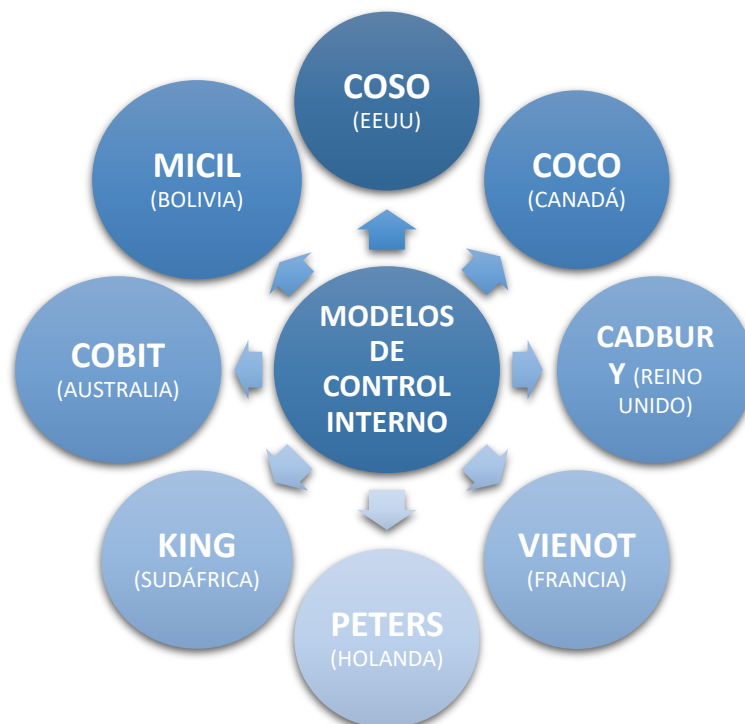 COSO
(EEUU)
COCO
(CANADÁ)
CADBUR
Y (REINO
UNIDO)
VIENOT
(FRANCIA)
PETERS
(HOLANDA)
KING
(SUDÁFRICA)
COBIT
(AUSTRALIA)
MICIL
(BOLIVIA)
MODELOS
DE
CONTROL
INTERNO